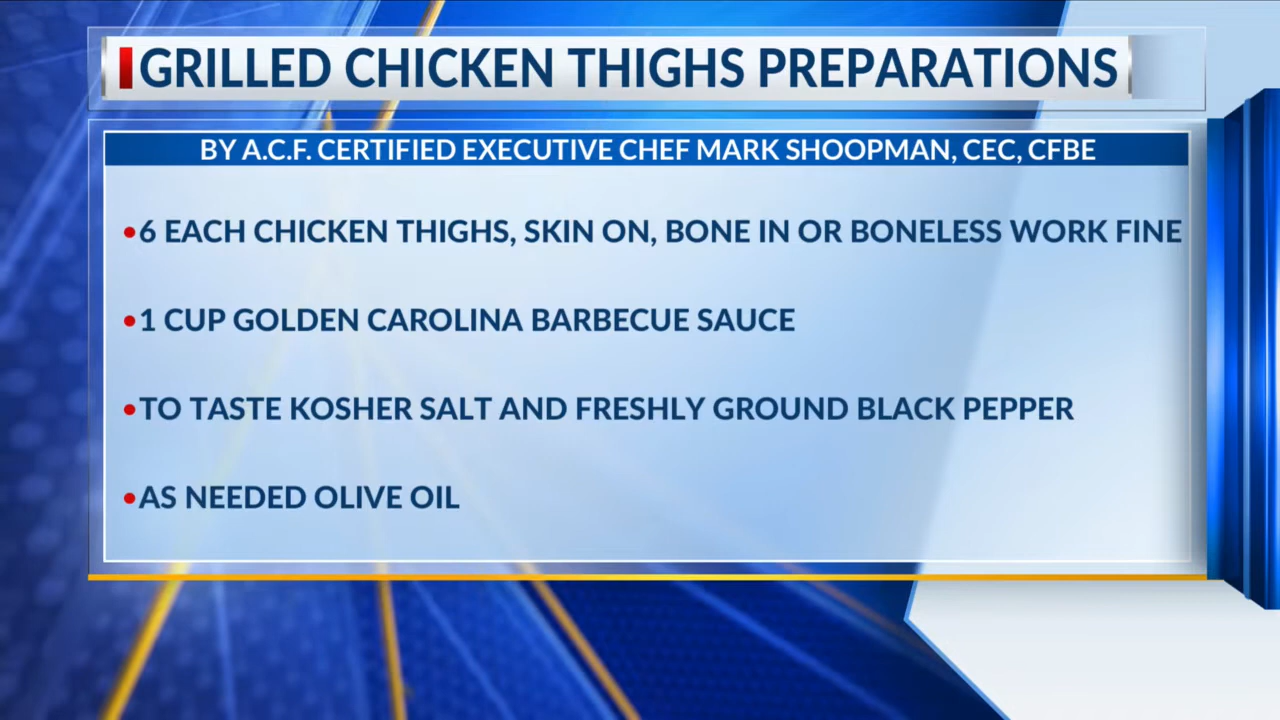 GRILLED CHICKEN THIGHS PREPARATIONS
BY A.C.F. CERTIFIED EXECUTIVE CHEF MARK SHOOPMAN, CEC, CFBE
•6 EACH CHICKEN THIGHS, SKIN ON, BONE IN OR BONELESS WORK FINE
•1 CUP GOLDEN CAROLINA BARBECUE SAUCE
•TO TASTE KOSHER SALT AND FRESHLY GROUND BLACK PEPPER
•AS NEEDED OLIVE OIL